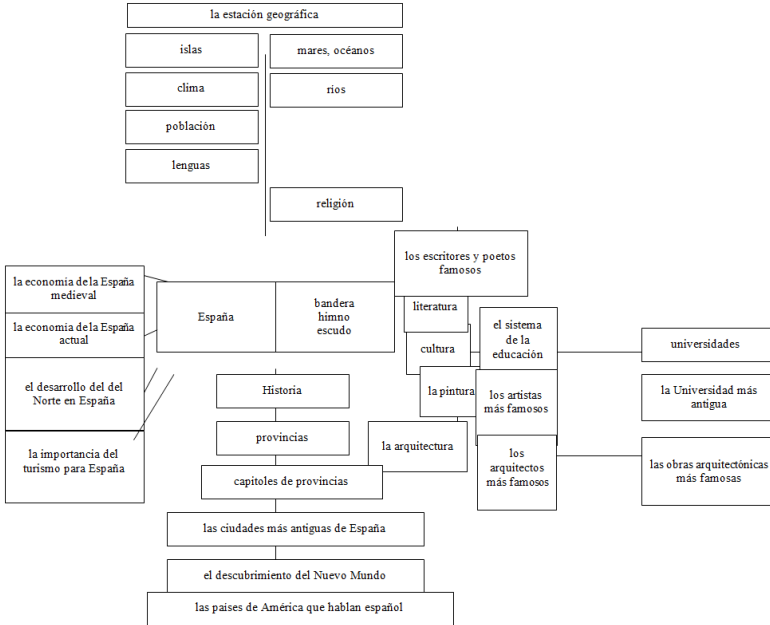 la estación geográfica
islas
mares, océanos
clima
ríos
población
lenguas
religión
los escritores y poetos
famosos
la economía de la España
medieval
la economía de la España
actual
el desarrollo del del
Norte en España
la importancia del
turismo para España
España
bandera
himno
escudo
literatura
cultura
la pintura
la arquitectura
el sistema
de la
educación
los artistas
más famosos
los
arquitectos
más famosos
universidades
la Universidad más
antigua
las obras arquitectónicas
más famosas
Historia
provincias
capitoles de provincias
las ciudades más antiguas de España
el descubrimiento del Nuevo Mundo
las países de América que hablan español